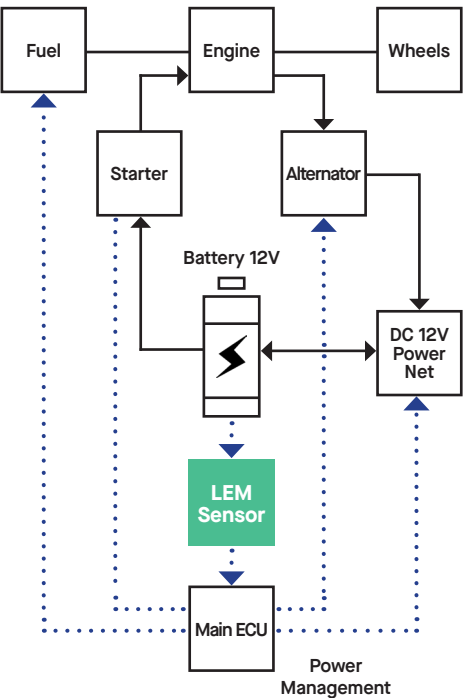 Fuel
Engine
Wheels
Starter
Alternator
Battery 12V
DC 12V
Power
Net
LEM
Sensor
Main ECU
Power
Management